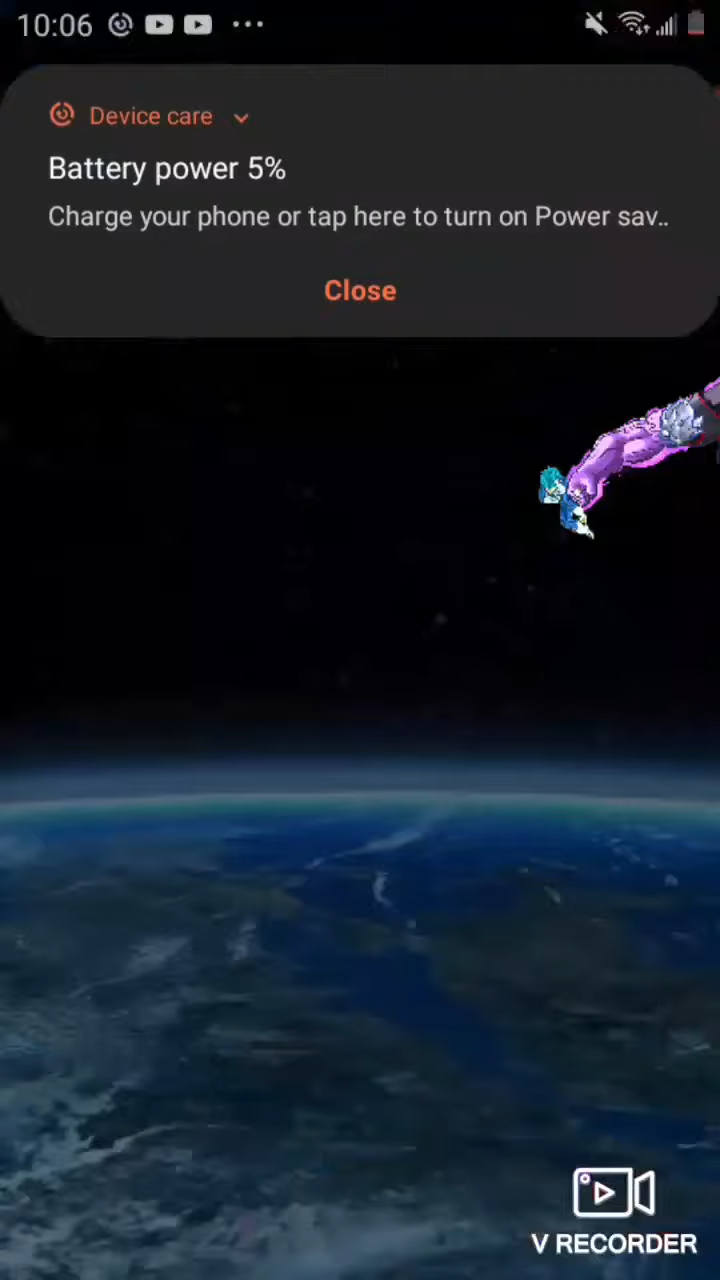 10:06
Device care
Battery power 5%
Charge your phone or tap here to turn on Power sav..
Close
V RECORDER